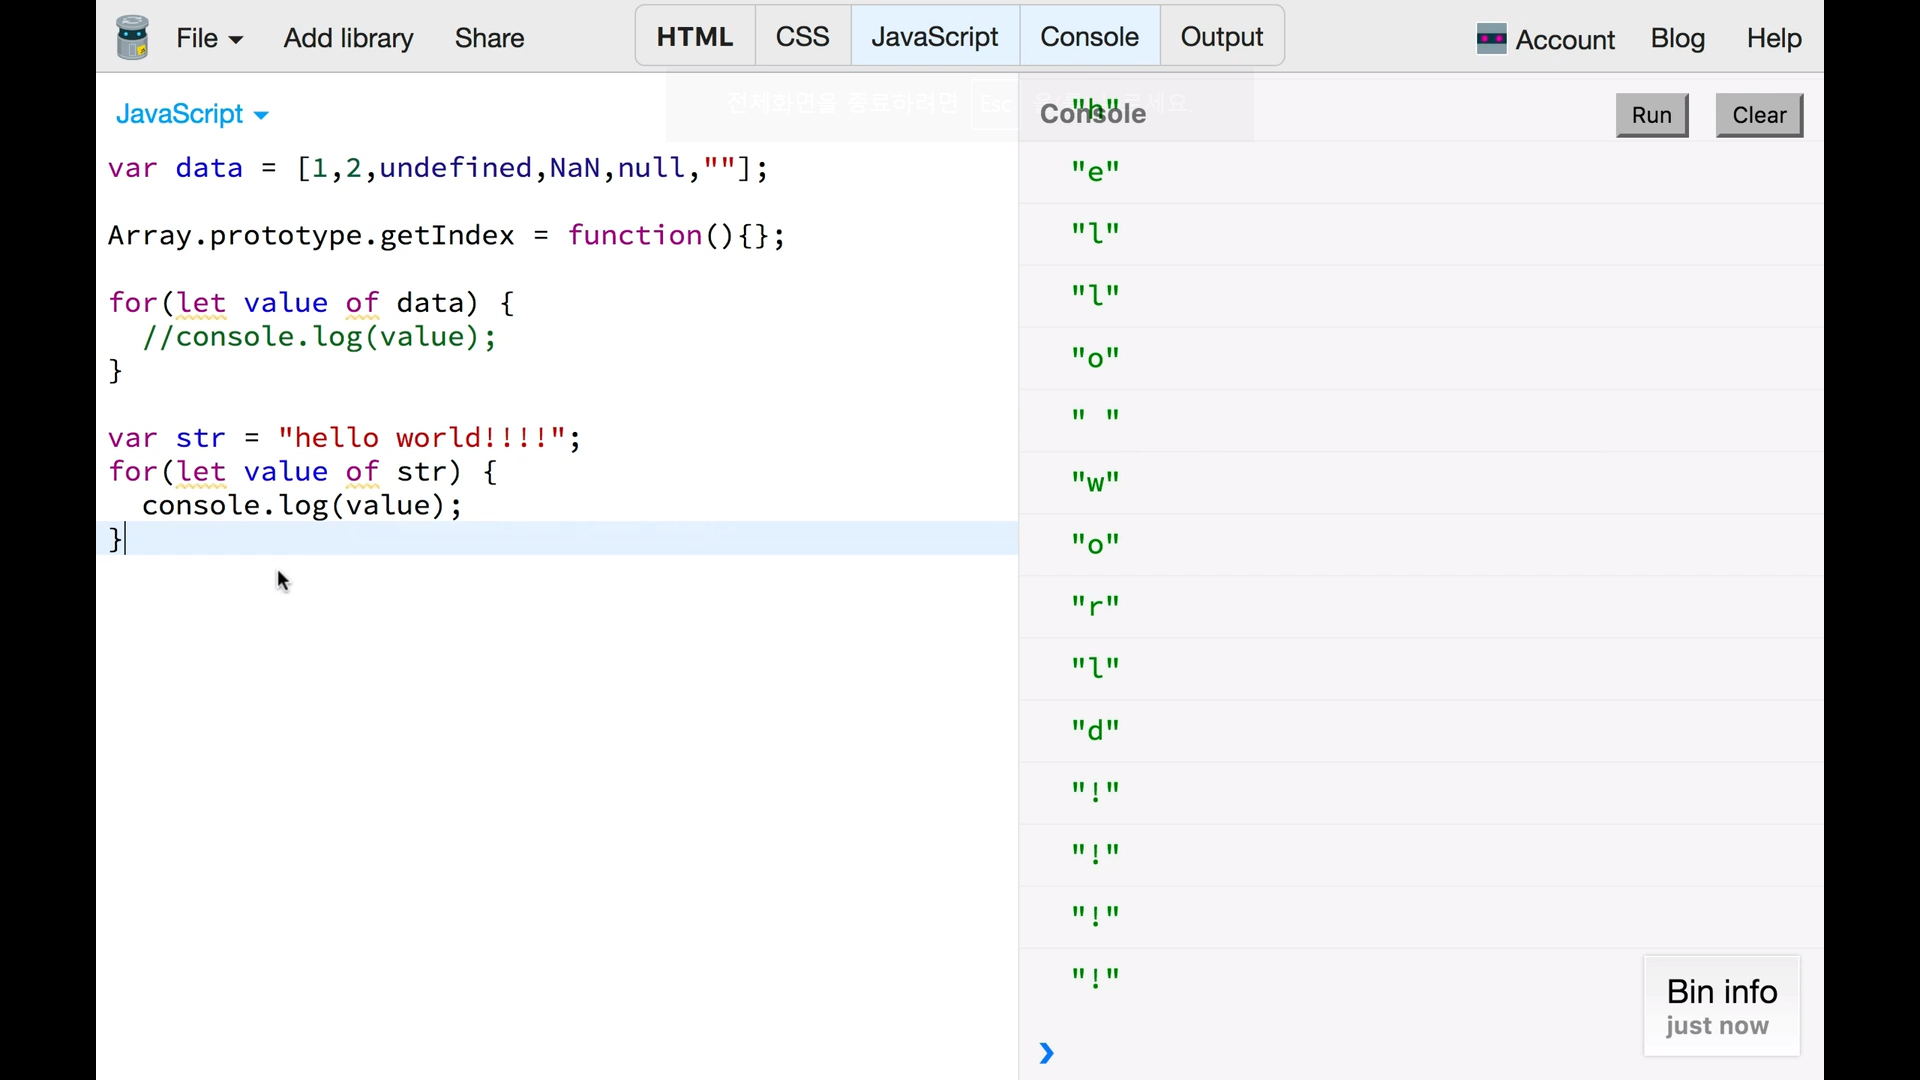 File
Add library
Share
HTML
CSS
JavaScript
Console
Output
Account
Blog
Help
JavaScript
전체화면을 종료하려면 Esc
var data = [1,2,undefined,NaN,null,""];
Array.prototype.getIndex = function(){};
for(let value of data) {
//console.log(value);
}
var str = "hello world!!!!";
for(let value of str) {
console.log(value);
}
Console
Run
Clear
"h"
"e"
"l"
"l"
"o"
" "
"w"
"o"
"r"
"l"
"d"
"!"
"!"
"!"
"!"
Bin info
just now